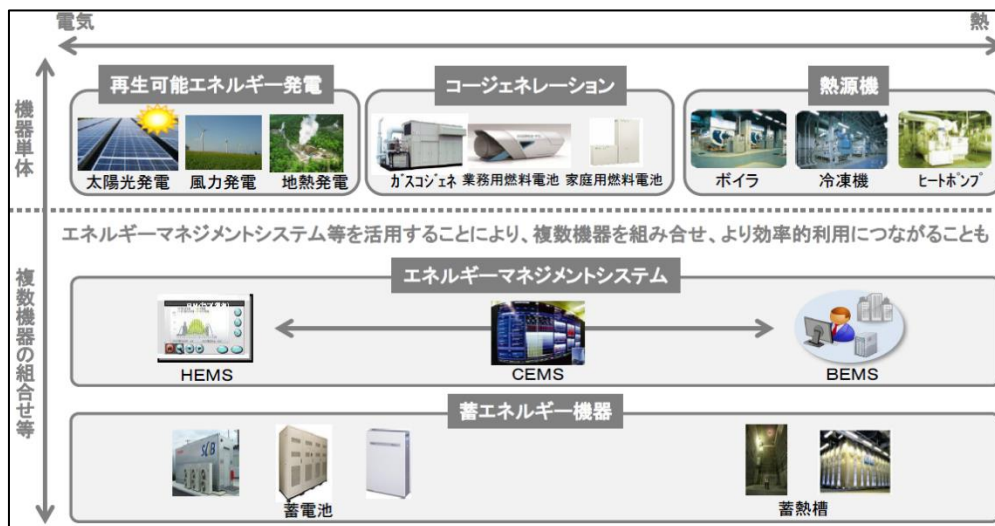 電気
熱
機器単体
再生可能エネルギー発電
太陽光発電
風力発電
地熱発電
コージェネレーション
ｶﾞｽコジェネ
業務用燃料電池
家庭用燃料電池
熱源機
ボイラ
冷凍機
ﾋｰﾄﾎﾟﾝﾌﾟ
エネルギーマネジメントシステム等を活用することにより、複数機器を組み合せ、より効率的利用につながることも
複数機器の組合せ等
エネルギーマネジメントシステム
HEMS
CEMS
BEMS
蓄エネルギー機器
蓄電池
蓄熱槽